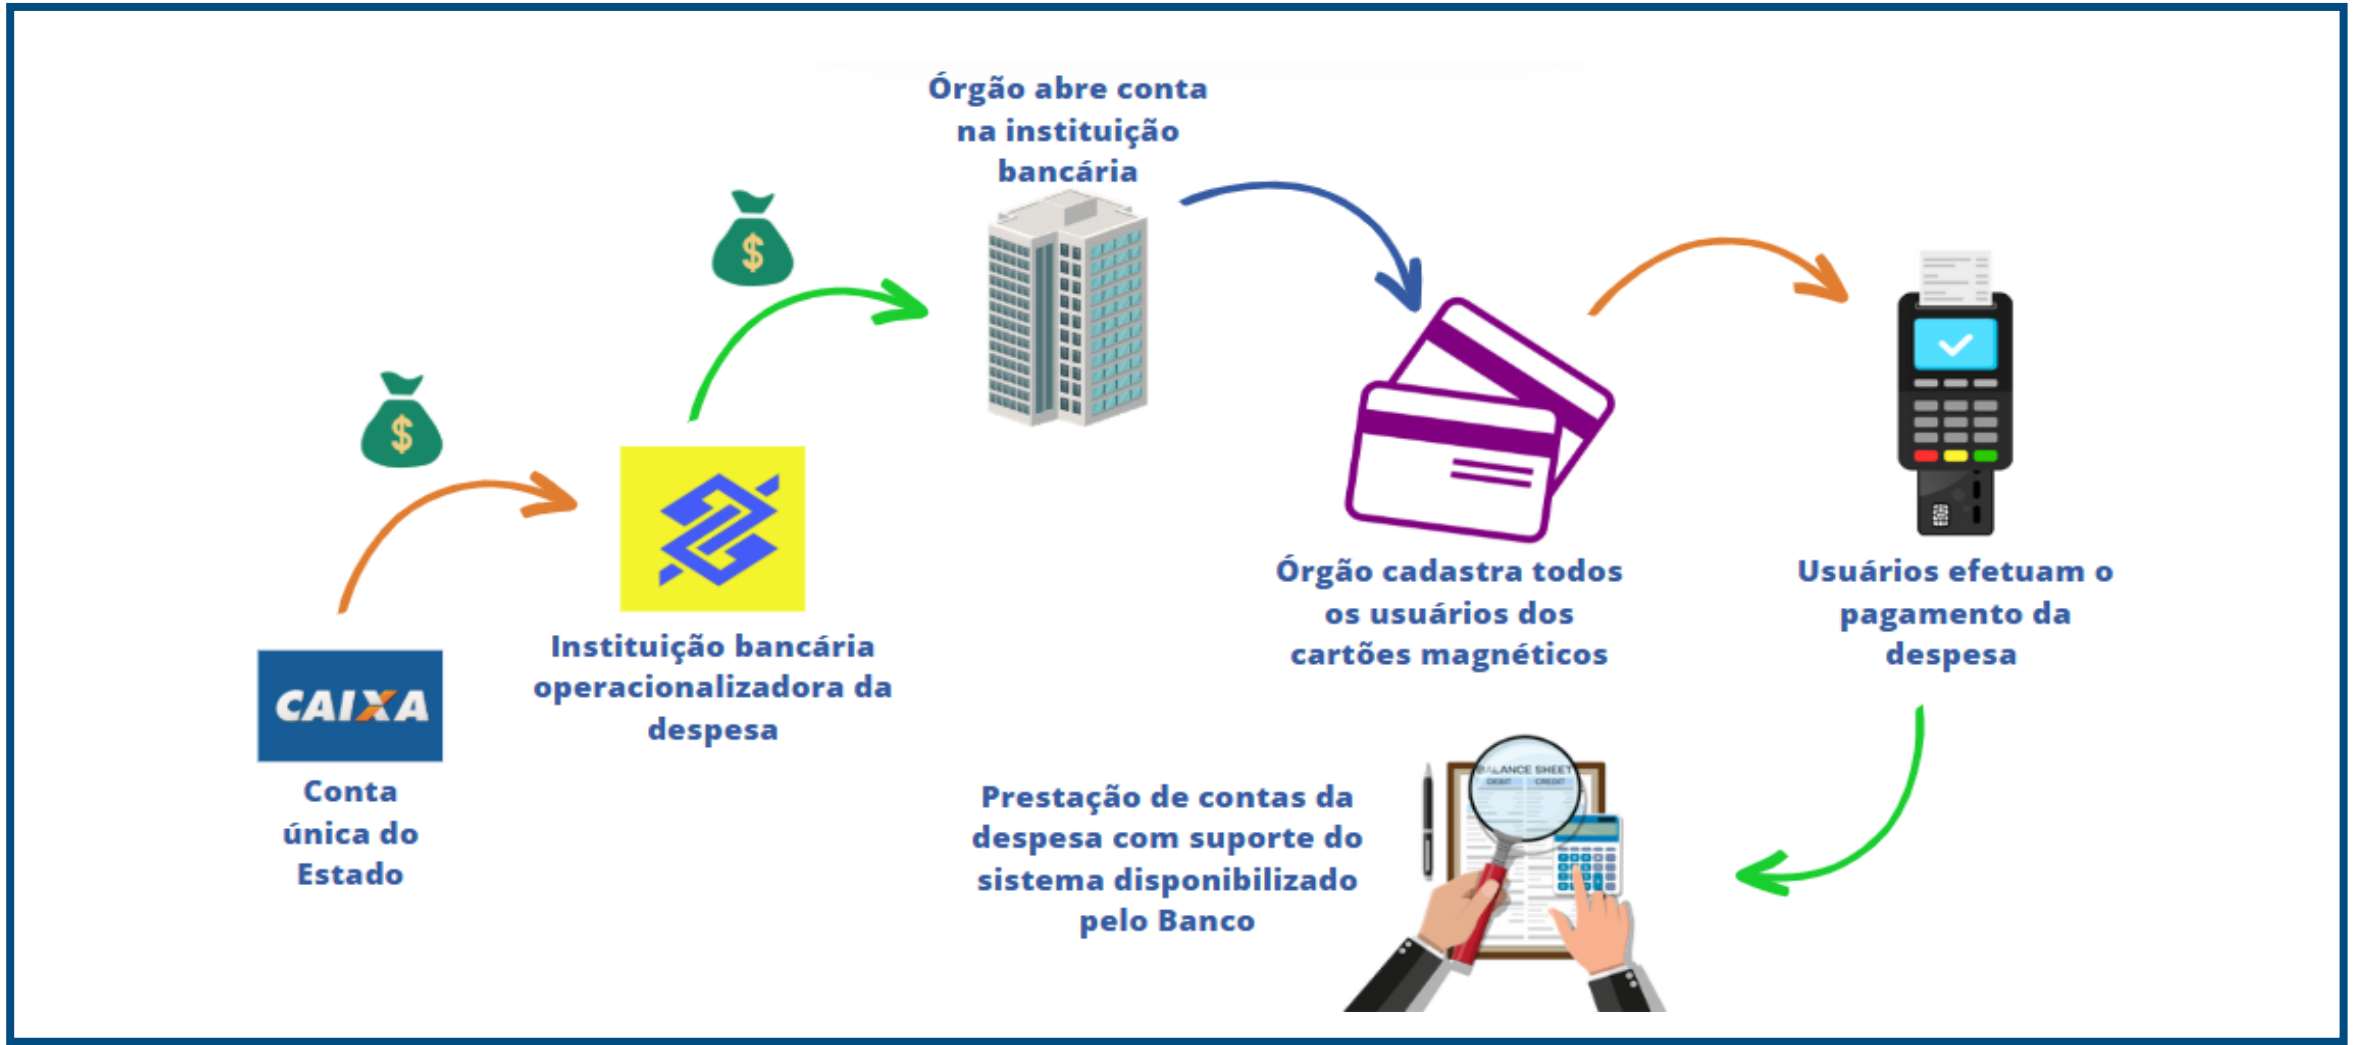 Órgão abre conta
na instituição
bancária
$
$
CAIXA
Conta
única do
Estado
Instituição bancária
operacionalizadora da
despesa
Órgão cadastra todos
os usuários dos
cartões magnéticos
Usuários efetuam o
pagamento da
despesa
Prestação de contas da
despesa com suporte do
sistema disponibilizado
pelo Banco
BALANCE SHEET
DEBIT CREDIT